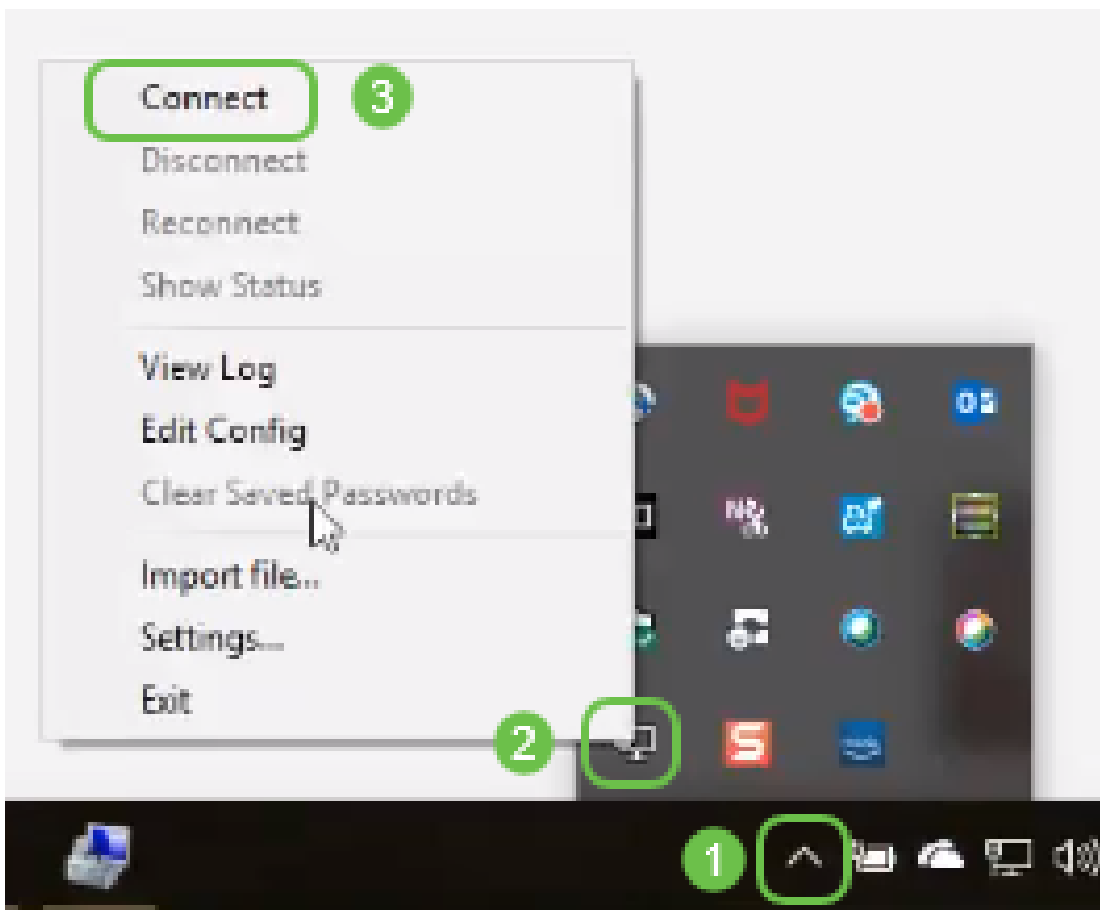 Connect
3
Disconnect
Reconnect
Show Status
View Log
Edit Config
Clear Saved Passwords
Import file...
Settings...
Exit
2
S
1